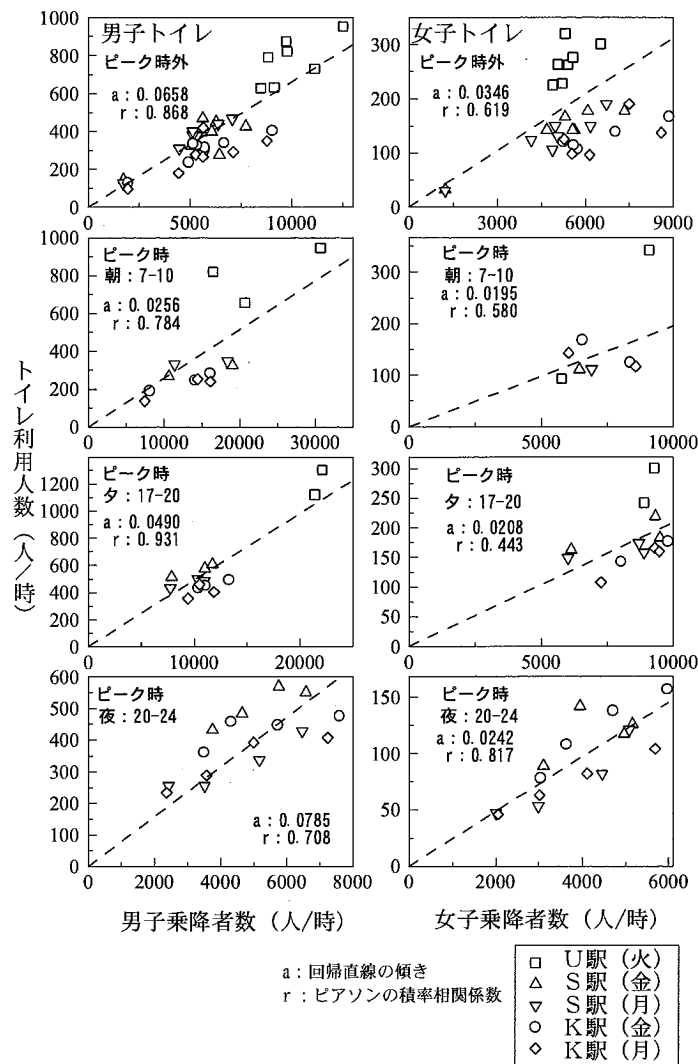 男子トイレ
ピーク時外
a：0.0658
r：0.868
1000
800
600
400
200
0
0
5000
10000
女子トイレ
ピーク時外
a：0.0346
r：0.619
350
300
250
200
150
100
50
0
0
3000
6000
9000
ピーク時
朝：7-10
a：0.0256
r：0.784
1000
800
600
400
200
0
0
10000
20000
30000
ピーク時
朝：7-10
a：0.0195
r：0.580
300
200
100
0
0
5000
10000
ピーク時
夕：17-20
a：0.0490
r：0.931
1200
1000
800
600
400
200
0
0
10000
20000
ピーク時
夕：17-20
a：0.0208
r：0.443
300
250
200
150
100
50
0
0
5000
10000
ピーク時
夜：20-24
a：0.0785
r：0.708
600
500
400
300
200
100
0
0
2000
4000
6000
8000
ピーク時
夜：20-24
a：0.0242
r：0.817
150
100
50
0
0
2000
4000
6000
トイレ利用人数（人/時）
男子乗降者数（人/時）
女子乗降者数（人/時）
a：回帰直線の傾き
r：ピアソンの積率相関係数
□ U駅（火）
△ S駅（金）
▽ S駅（月）
○ K駅（金）
◇ K駅（月）